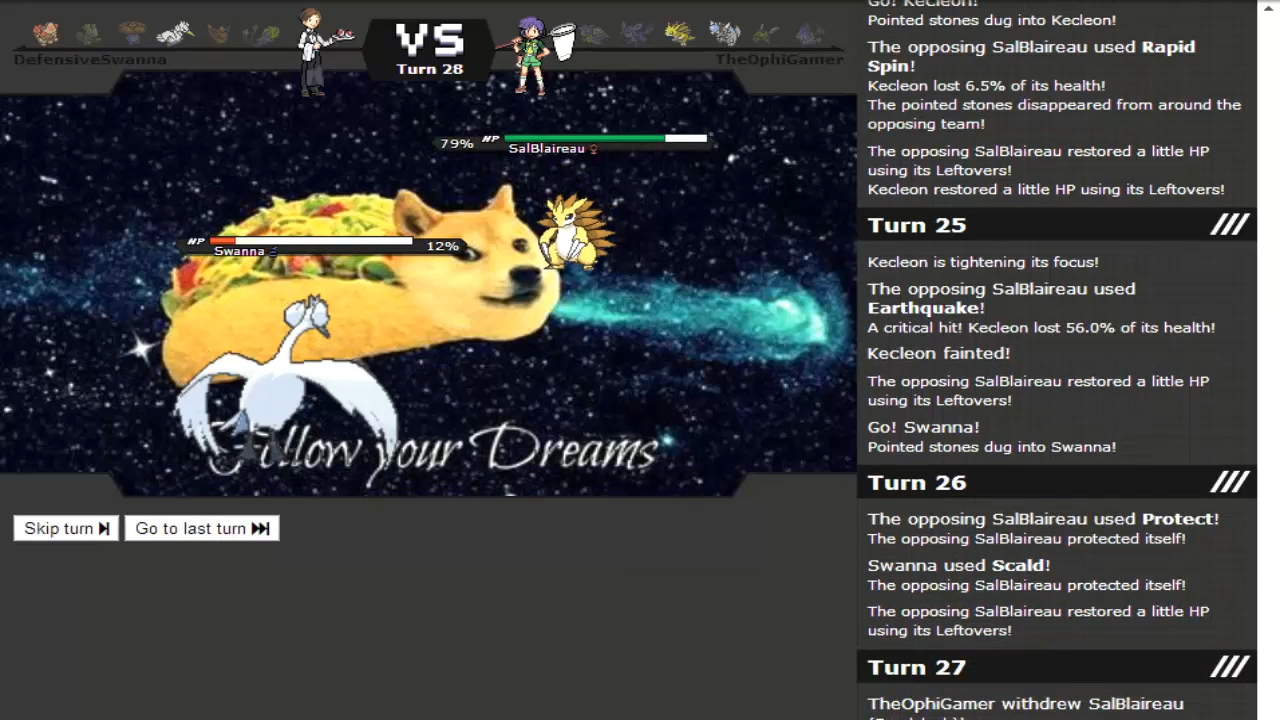 VS
Turn 28
DefensiveSwanna
TheOphiGamer
79% HP
SalBlaireau
HP 12%
Swanna
Follow your Dreams
Skip turn
Go to last turn
Go! Kecleon!
Pointed stones dug into Kecleon!
The opposing SalBlaireau used Rapid
Spin!
Kecleon lost 6.5% of its health!
The pointed stones disappeared from around the
opposing team!
The opposing SalBlaireau restored a little HP
using its Leftovers!
Kecleon restored a little HP using its Leftovers!
Turn 25
Kecleon is tightening its focus!
The opposing SalBlaireau used
Earthquake!
A critical hit! Kecleon lost 56.0% of its health!
Kecleon fainted!
The opposing SalBlaireau restored a little HP
using its Leftovers!
Go! Swanna!
Pointed stones dug into Swanna!
Turn 26
The opposing SalBlaireau used Protect!
The opposing SalBlaireau protected itself!
Swanna used Scald!
The opposing SalBlaireau protected itself!
The opposing SalBlaireau restored a little HP
using its Leftovers!
Turn 27
TheOphiGamer withdrew SalBlaireau